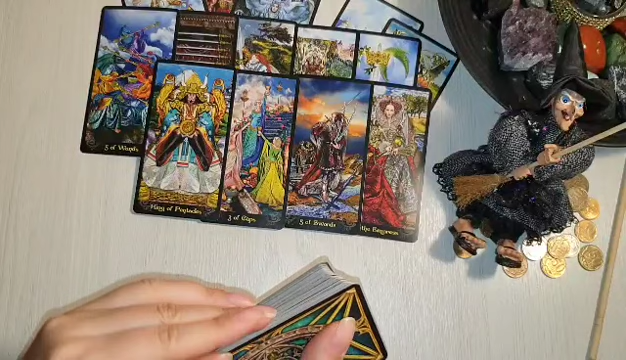 5 of Wands
King of Pentacles
3 of Cups
5 of Swords
the Empress